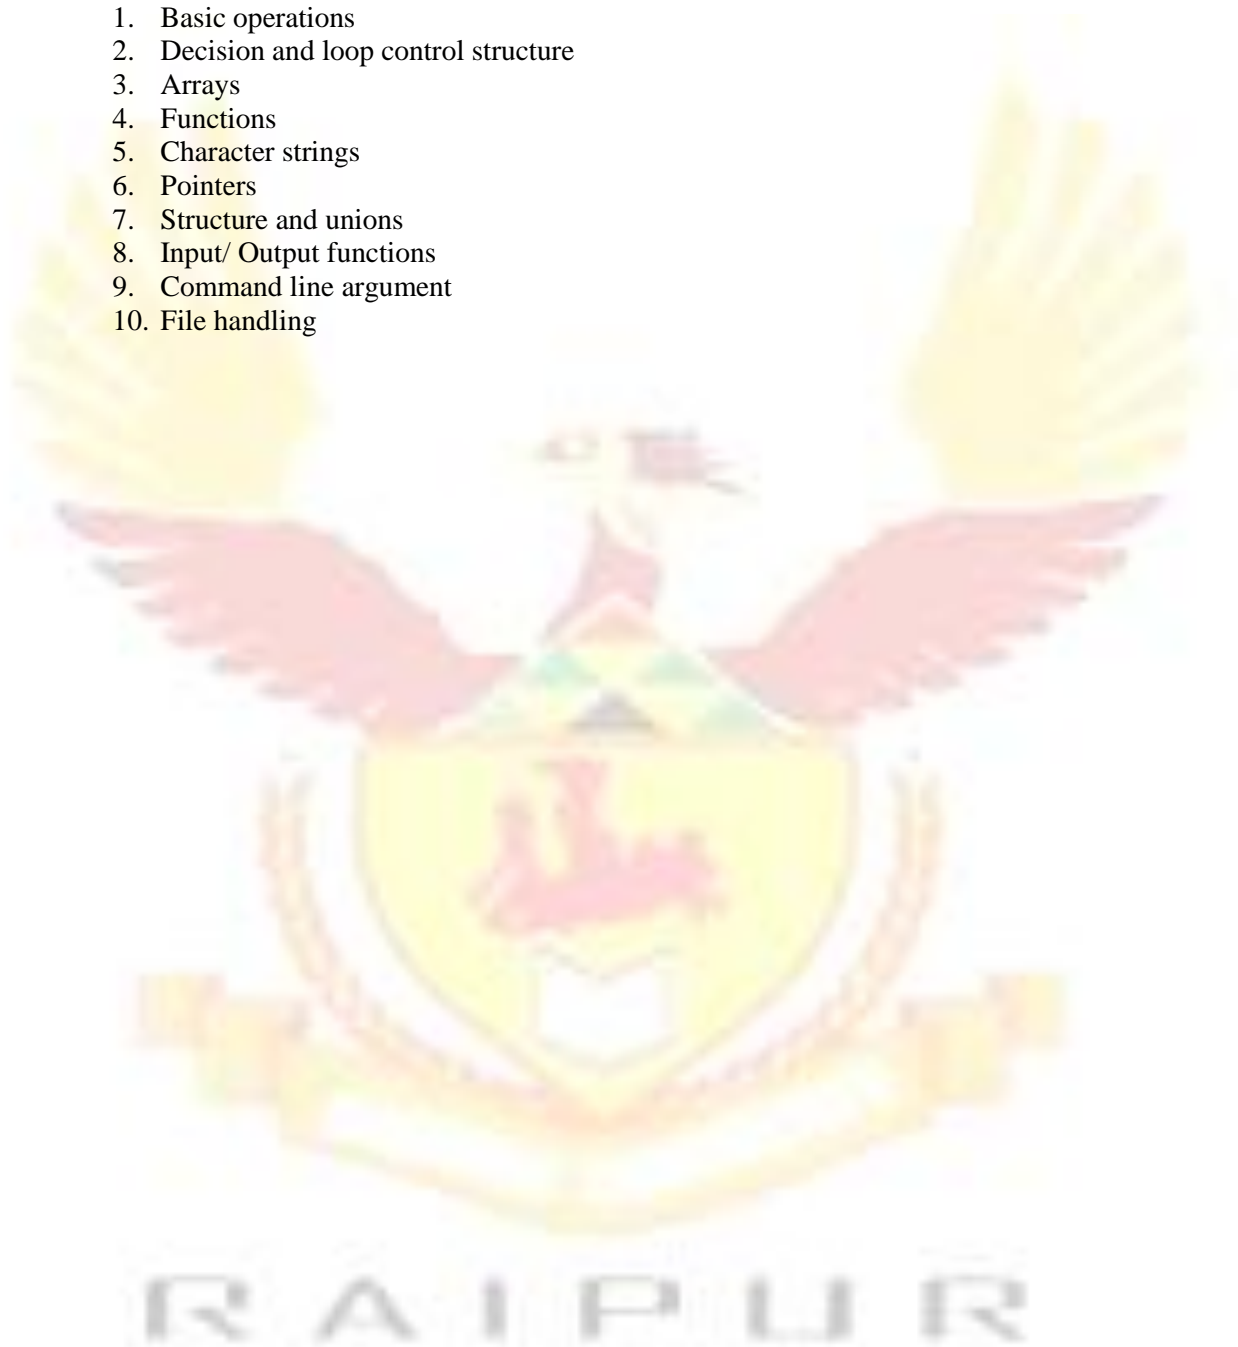 1. Basic operations
2. Decision and loop control structure
3. Arrays
4. Functions
5. Character strings
6. Pointers
7. Structure and unions
8. Input/ Output functions
9. Command line argument
10. File handling
RAIPUR